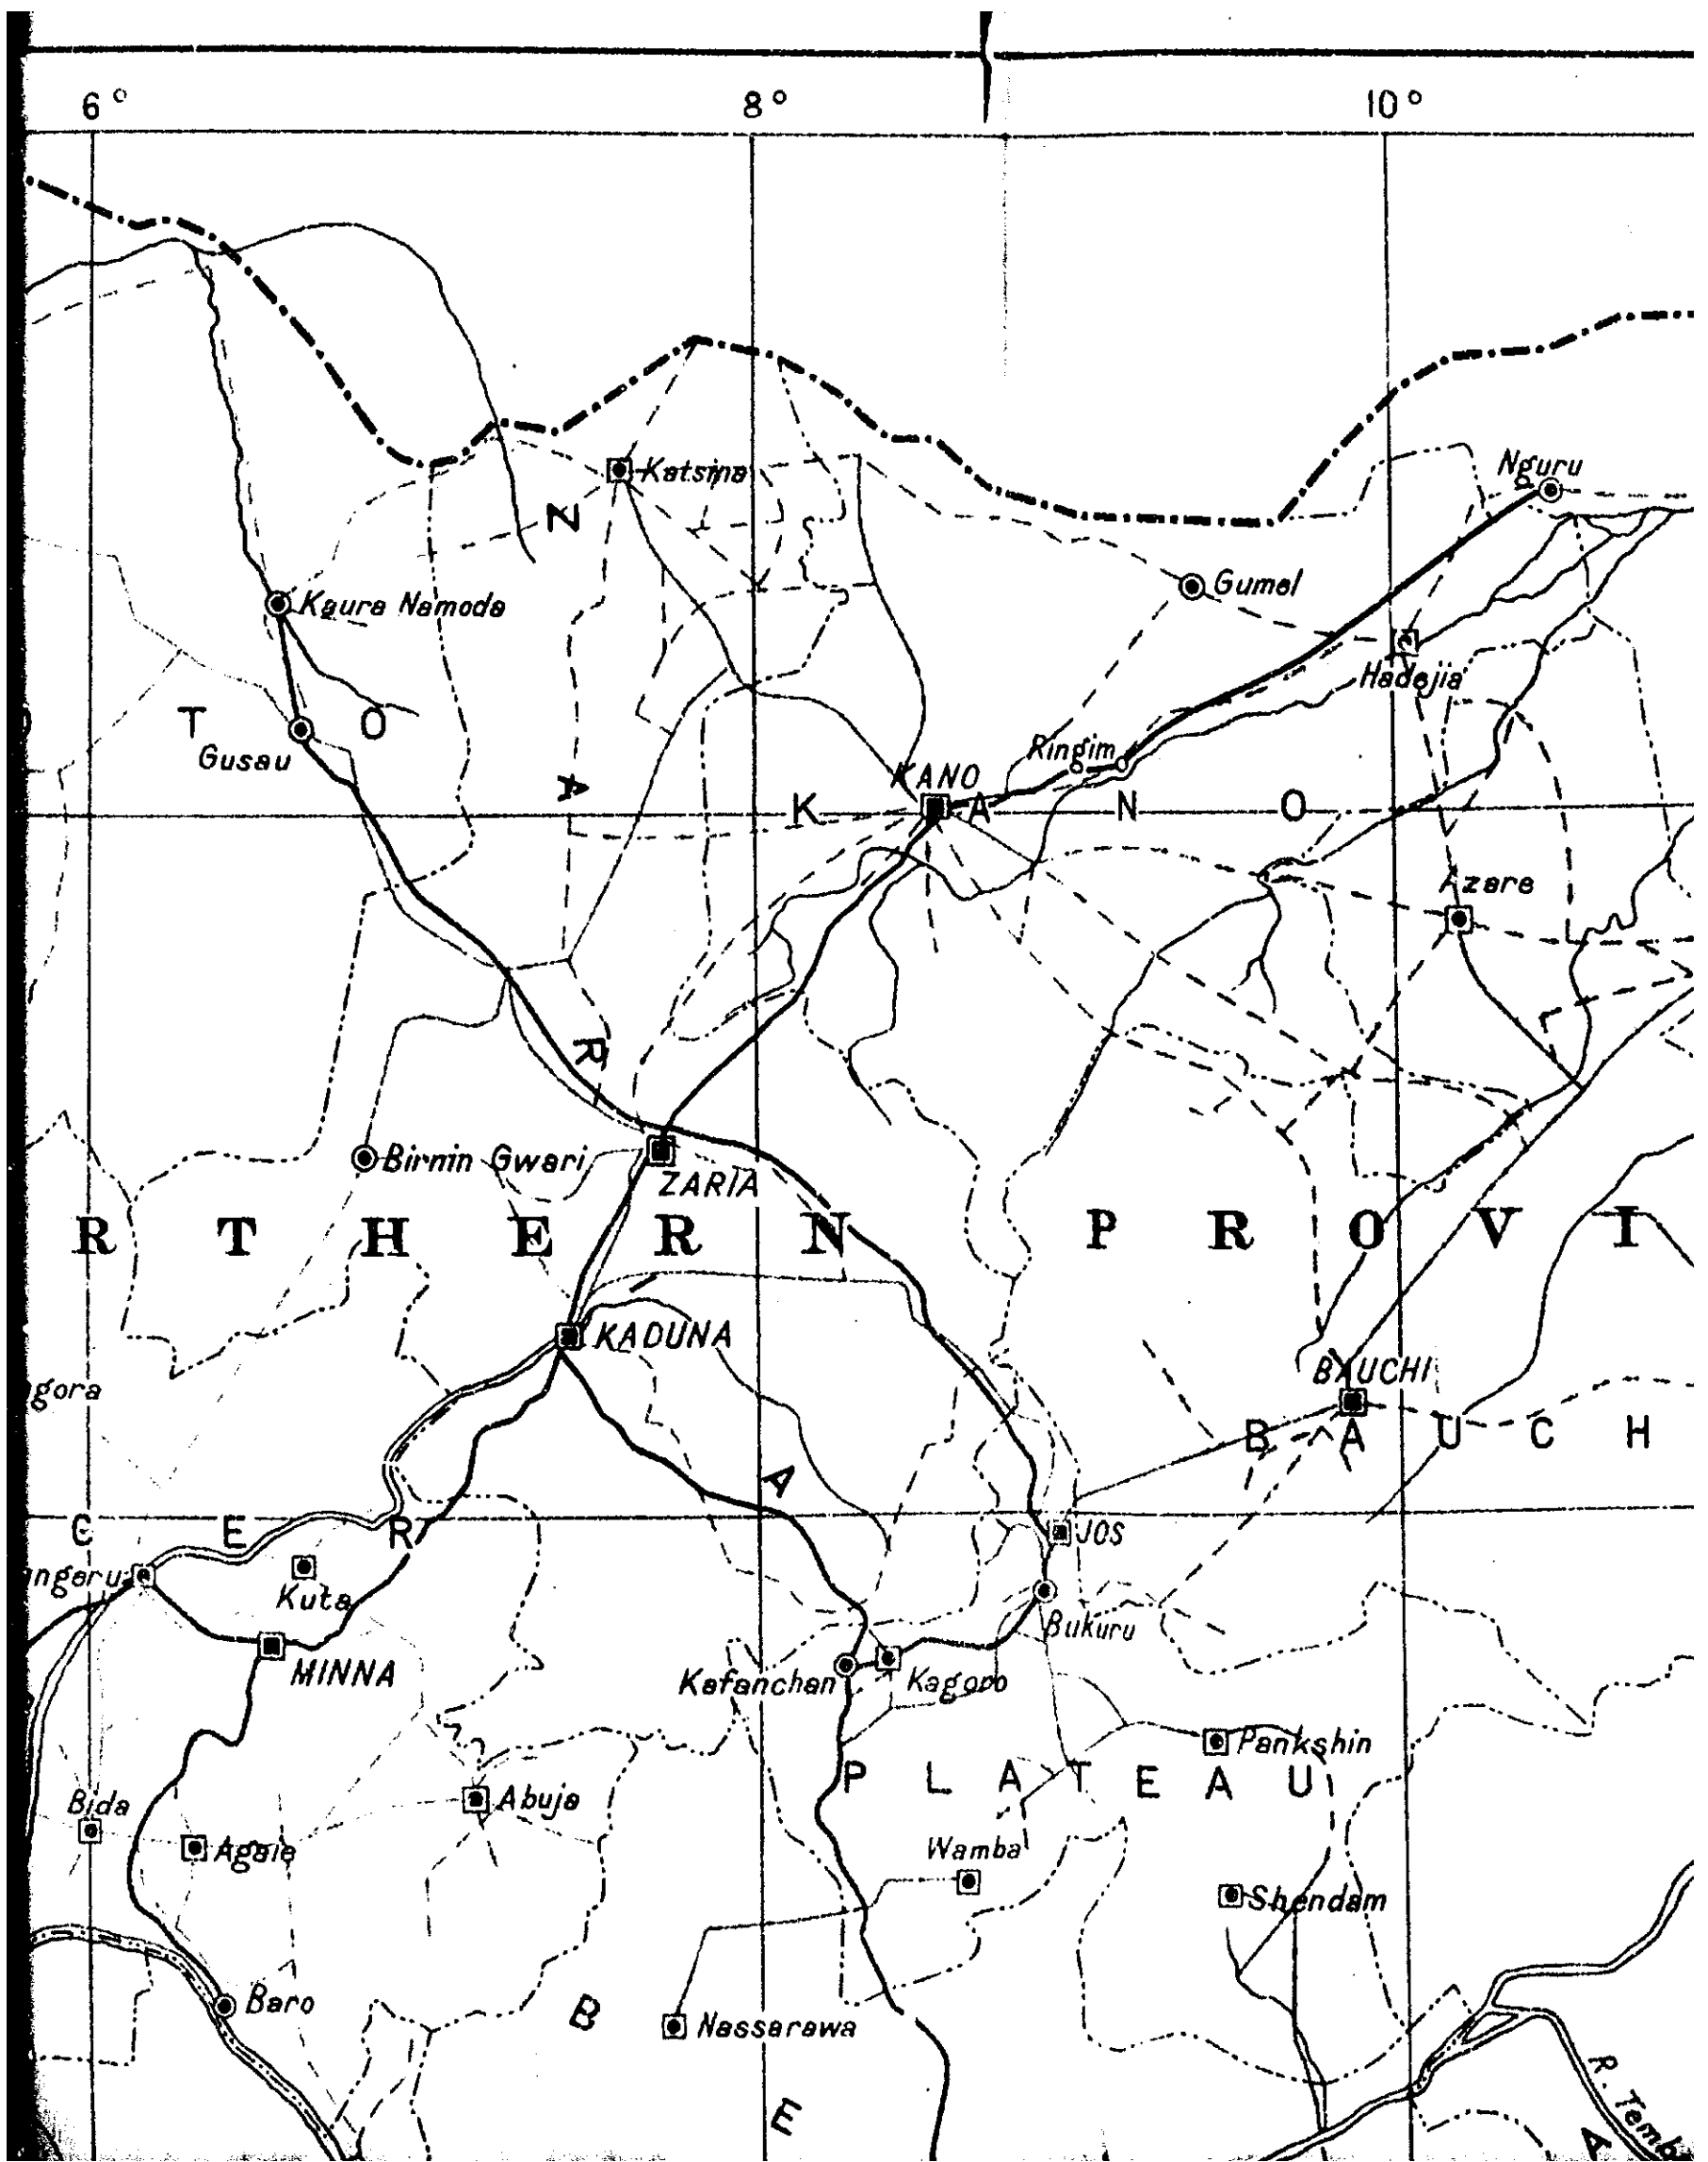 6° 8° 10°
Katsina
Nguru
Z
Gumel
Kaura Namoda
Hadejia
T O
Gusau
Ringim
KANO
A
K A N O
Azare
R
Birnin Gwari
ZARIA
R T H E R N P R O V I
KADUNA
BAUCHI
gora
B A U C H
A
C E R
JOS
ngeru
Kuta
Bukuru
MINNA
Kafanchan
Kagoro
Pankshin
P L A T E A U
Abuja
Bida
Agaie
Wamba
Shendam
Baro
B
Nassarawa
R. Temb
E
A